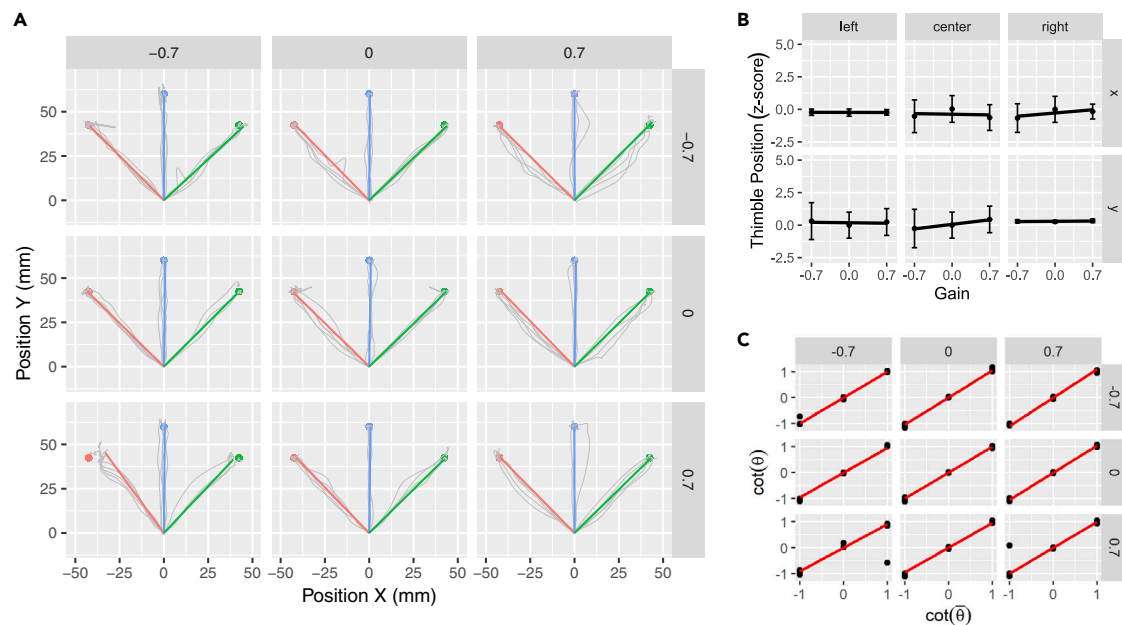 A
−0.7 0 0.7
50
25
0
−0.7
50
25
0
0
50
25
0
0.7
−50 −25 0 25 50 −50 −25 0 25 50 −50 −25 0 25 50
Position X (mm)
Position Y (mm)
B
left center right
5.0
2.5
0.0
-2.5
x
5.0
2.5
0.0
-2.5
y
-0.7 0.0 0.7 -0.7 0.0 0.7 -0.7 0.0 0.7
Gain
Thimble Position (z-score)
C
-0.7 0 0.7
1
0
-1
-0.7
1
0
-1
0
1
0
-1
0.7
-1 0 1 -1 0 1 -1 0 1
cot(θ̅)
cot(θ)